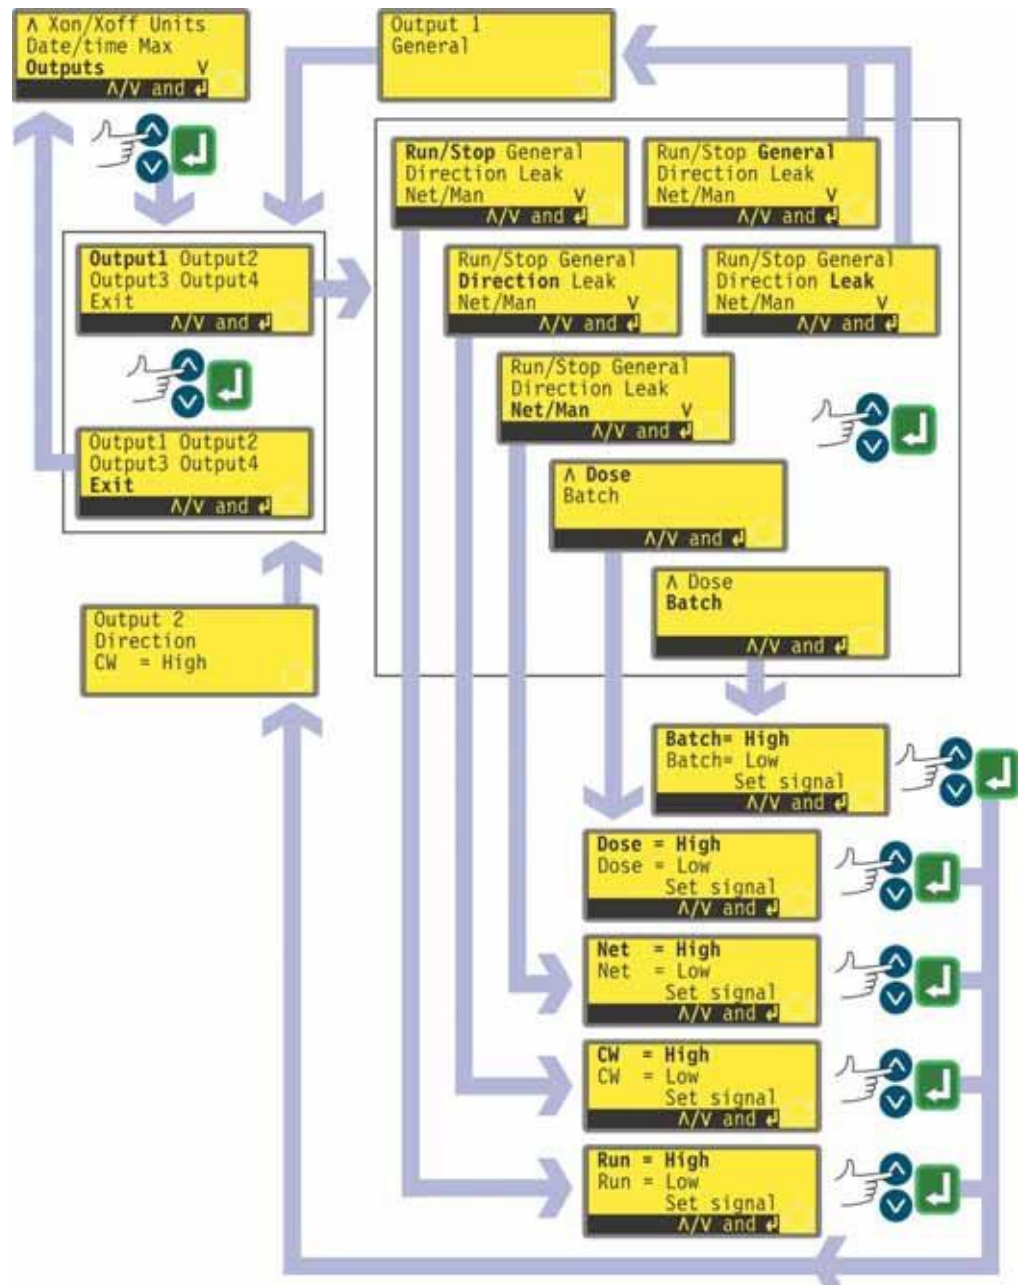 ∧ Xon/Xoff Units
Date/time Max
Outputs ∨
∧/∨ and ↲
Output 1
General
Run/Stop General
Direction Leak
Net/Man ∨
∧/∨ and ↲
Run/Stop General
Direction Leak
Net/Man ∨
∧/∨ and ↲
Output1 Output2
Output3 Output4
Exit
∧/∨ and ↲
Run/Stop General
Direction Leak
Net/Man ∨
∧/∨ and ↲
Run/Stop General
Direction Leak
Net/Man ∨
∧/∨ and ↲
Run/Stop General
Direction Leak
Net/Man ∨
∧/∨ and ↲
Output1 Output2
Output3 Output4
Exit
∧/∨ and ↲
∧ Dose
Batch
∧/∨ and ↲
∧ Dose
Batch
∧/∨ and ↲
Output 2
Direction
CW = High
Batch= High
Batch= Low
Set signal
∧/∨ and ↲
Dose = High
Dose = Low
Set signal
∧/∨ and ↲
Net = High
Net = Low
Set signal
∧/∨ and ↲
CW = High
CW = Low
Set signal
∧/∨ and ↲
Run = High
Run = Low
Set signal
∧/∨ and ↲